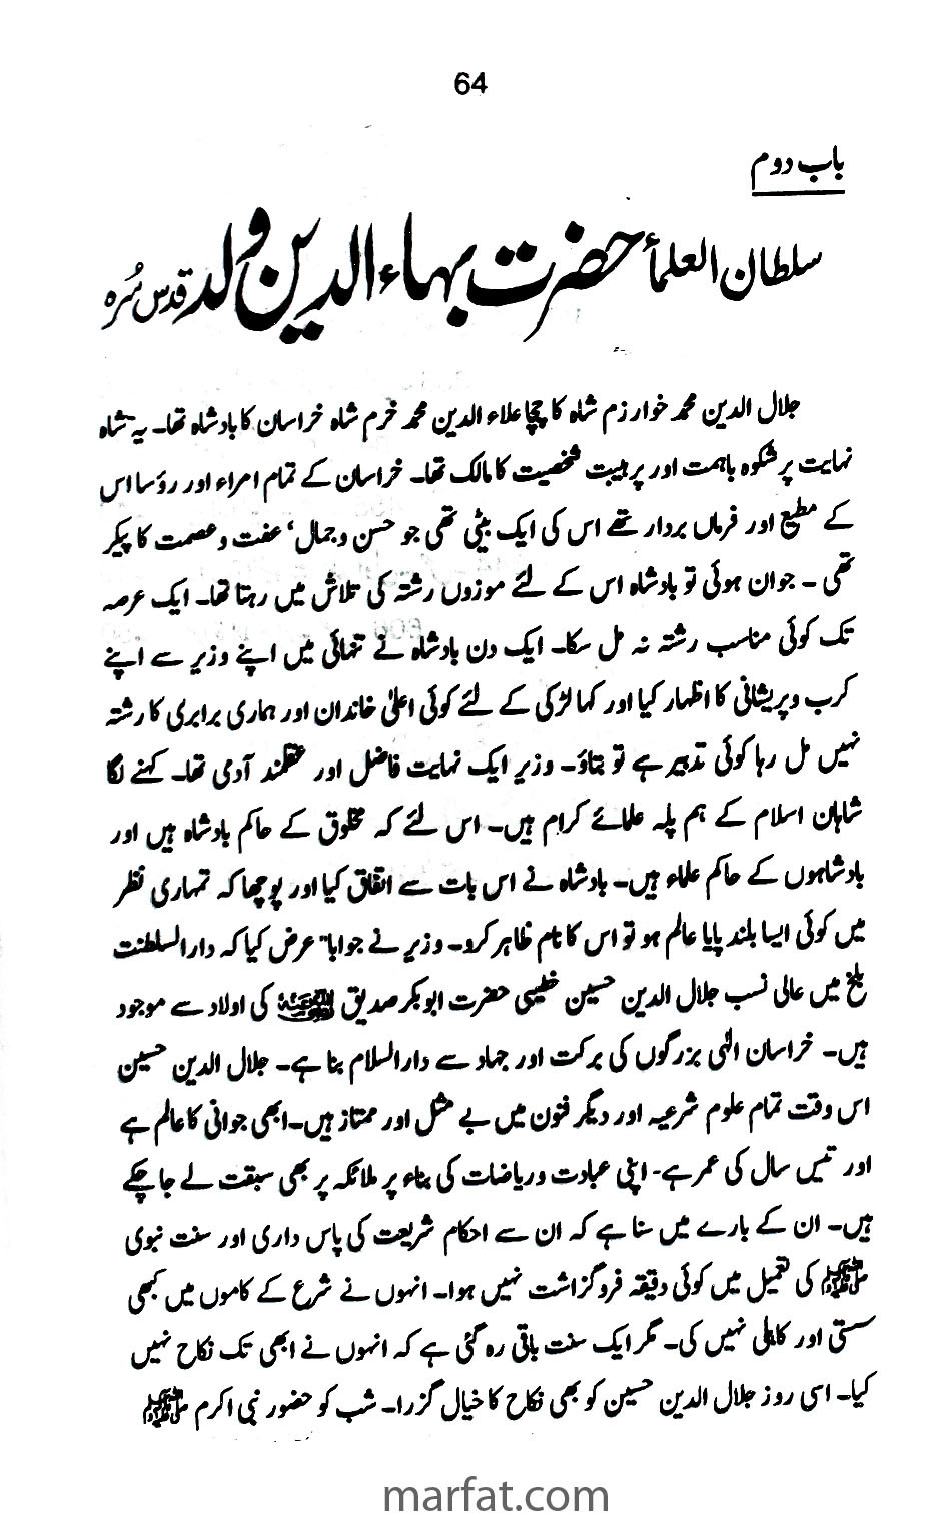 64
باب دوم
سلطان العلمأ حضرت بہاء الدین ولد قدس سرہ
جلال الدین محمد خوارزم شاہ کا چچا علاء الدین محمد خرم شاہ خراسان کا بادشاہ تھا۔ یہ شاہ
نہایت پر شکوہ باہمت اور پر ہیبت شخصیت کا مالک تھا۔ خراسان کے تمام امراء اور رؤسا اس
کے مطیع اور فرماں بردار تھے اس کی ایک بیٹی تھی جو حسن و جمال‘ عفت و عصمت کا پیکر
تھی ۔ جوان ہوئی تو بادشاہ اس کے لئے موزوں رشتہ کی تلاش میں رہتا تھا۔ ایک عرصہ
تک کوئی مناسب رشتہ نہ مل سکا۔ ایک دن بادشاہ نے تنہائی میں اپنے وزیر سے اپنے
کرب و پریشانی کا اظہار کیا اور کہا لڑکی کے لئے کوئی اعلیٰ خاندان اور ہماری برابری کا رشتہ
نہیں مل رہا کوئی تدبیر ہے تو بتاؤ۔ وزیر ایک نہایت فاضل اور عقلمند آدمی تھا۔ کہنے لگا
شاہان اسلام کے ہم پلہ علمائے کرام ہیں۔ اس لئے کہ مخلوق کے حاکم بادشاہ ہیں اور
بادشاہوں کے حاکم علماء ہیں۔ بادشاہ نے اس بات سے اتفاق کیا اور پوچھا کہ تمہاری نظر
میں کوئی ایسا بلند پایا عالم ہو تو اس کا نام ظاہر کرو۔ وزیر نے جواباً عرض کیا کہ دارالسلطنت
بلخ میں عالی نسب جلال الدین حسین خطیبی حضرت ابوبکر صدیق رضی اللہ عنہ کی اولاد سے موجود
ہیں۔ خراسان الٰہی بزرگوں کی برکت اور جہاد سے دارالسلام بنا ہے۔ جلال الدین حسین
اس وقت تمام علوم شرعیہ اور دیگر فنون میں بے مثل اور ممتاز ہیں۔ ابھی جوانی کا عالم ہے
اور تیس سال کی عمر ہے۔ اپنی عبادت و ریاضات کی بناء پر ملائکہ پر بھی سبقت لے جا چکے
ہیں۔ ان کے بارے میں سنا ہے کہ ان سے احکام شریعت کی پاس داری اور سنت نبوی
ﷺ کی تعمیل میں کوئی دقیقہ فروگزاشت نہیں ہوا۔ انہوں نے شرع کے کاموں میں کبھی
سستی اور کاہلی نہیں کی۔ مگر ایک سنت باقی رہ گئی ہے کہ انہوں نے ابھی تک نکاح نہیں
کیا۔ اسی روز جلال الدین حسین کو بھی نکاح کا خیال گزرا۔ شب کو حضور نبی اکرم ﷺ
marfat.com